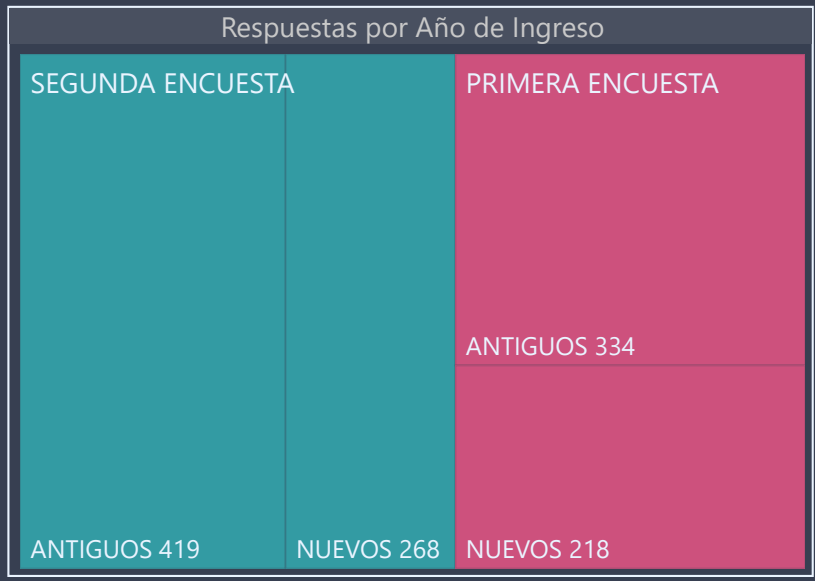 Respuestas por Año de Ingreso
SEGUNDA ENCUESTA
ANTIGUOS 419
NUEVOS 268
PRIMERA ENCUESTA
ANTIGUOS 334
NUEVOS 218